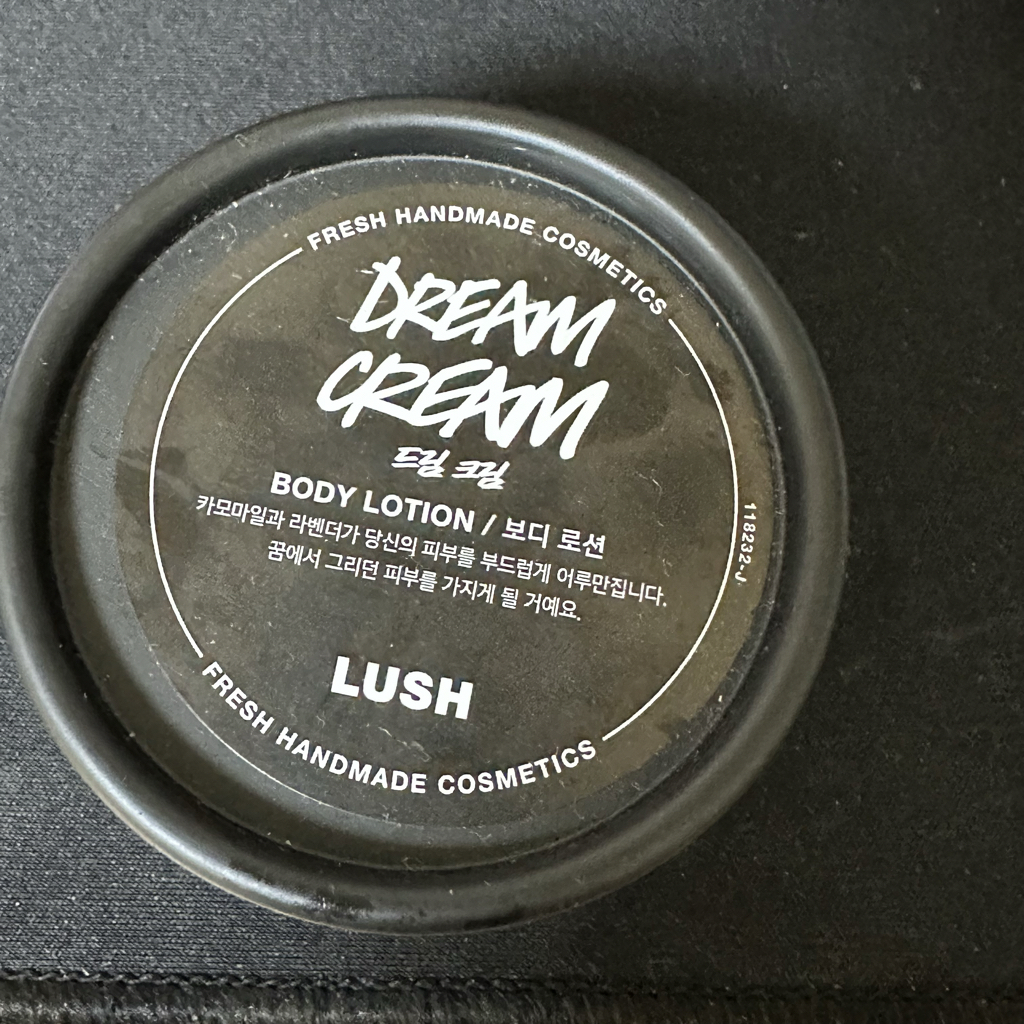 FRESH HANDMADE COSMETICS
DREAM
CREAM
드림 크림
BODY LOTION / 보디 로션
카모마일과 라벤더가 당신의 피부를 부드럽게 어루만집니다.
꿈에서 그리던 피부를 가지게 될 거예요.
118232-J
LUSH
FRESH HANDMADE COSMETICS